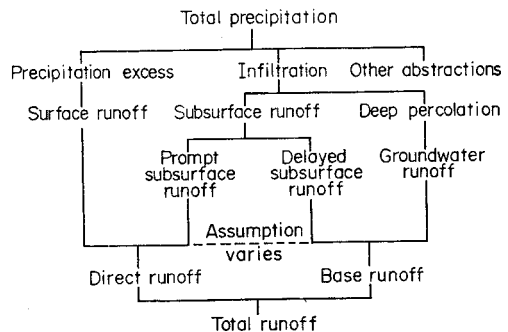 Total precipitation
Precipitation excess Infiltration Other abstractions
Surface runoff Subsurface runoff Deep percolation
Prompt subsurface runoff
Delayed subsurface runoff
Groundwater runoff
Assumption varies
Direct runoff Base runoff
Total runoff